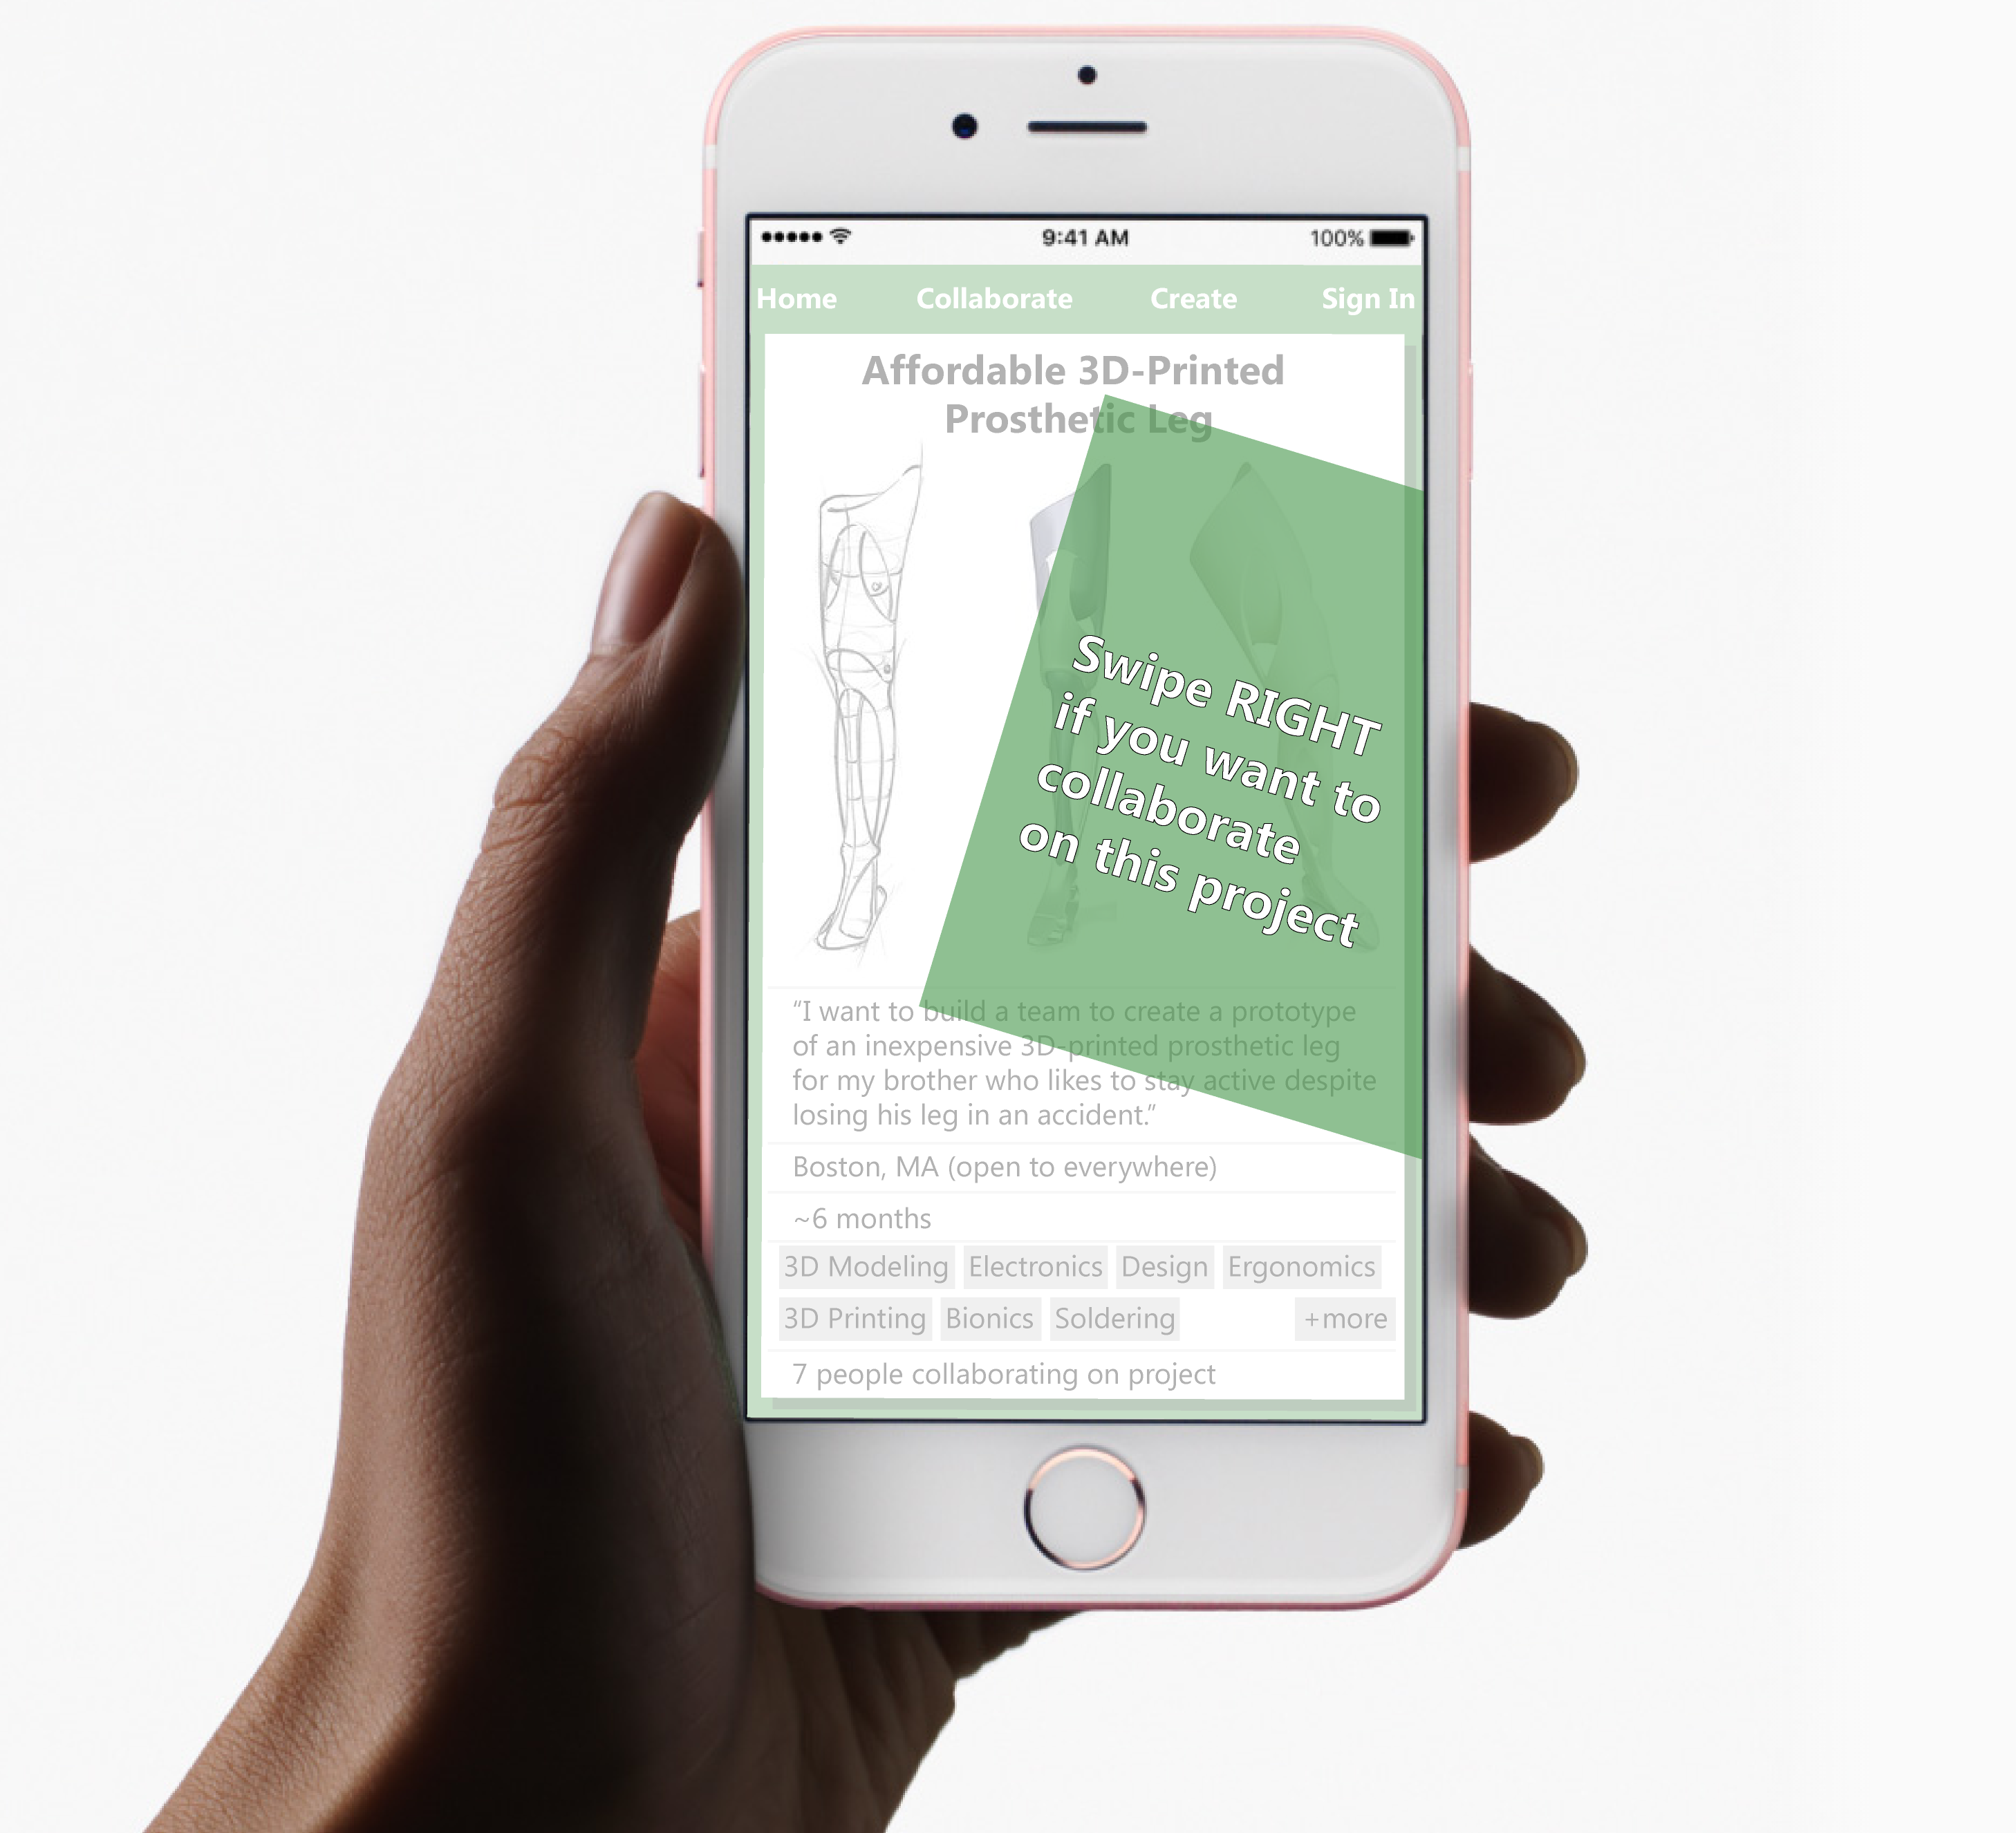 9:41 AM 100%
Home Collaborate Create Sign In
Affordable 3D-Printed
Prosthetic Leg
Swipe RIGHT
if you want to
collaborate
on this project
“I want to build a team to create a prototype
of an inexpensive 3D-printed prosthetic leg
for my brother who likes to stay active despite
losing his leg in an accident.”
Boston, MA (open to everywhere)
~6 months
3D Modeling Electronics Design Ergonomics
3D Printing Bionics Soldering +more
7 people collaborating on project